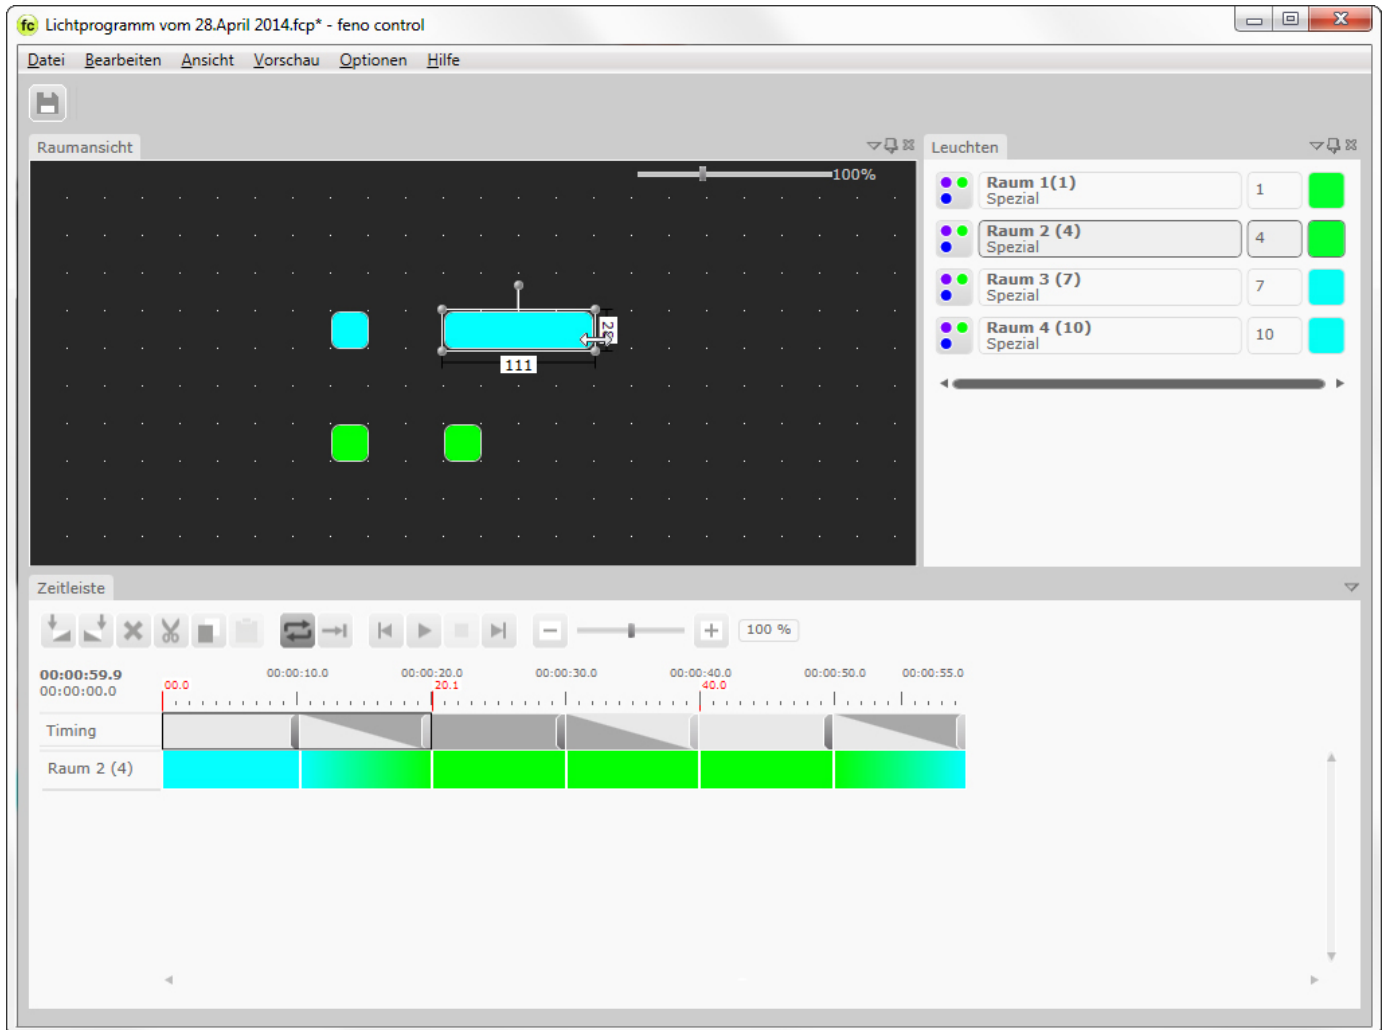 fc Lichtprogramm vom 28.April 2014.fcp* - feno control
Datei Bearbeiten Ansicht Vorschau Optionen Hilfe
Raumansicht
100%
28
111
Leuchten
Raum 1(1)
Spezial
1
Raum 2 (4)
Spezial
4
Raum 3 (7)
Spezial
7
Raum 4 (10)
Spezial
10
Zeitleiste
100 %
00:00:59.9
00:00:00.0
00:00:10.0 00:00:20.0 00:00:30.0 00:00:40.0 00:00:50.0 00:00:55.0
00.0 20.1 40.0
Timing
Raum 2 (4)